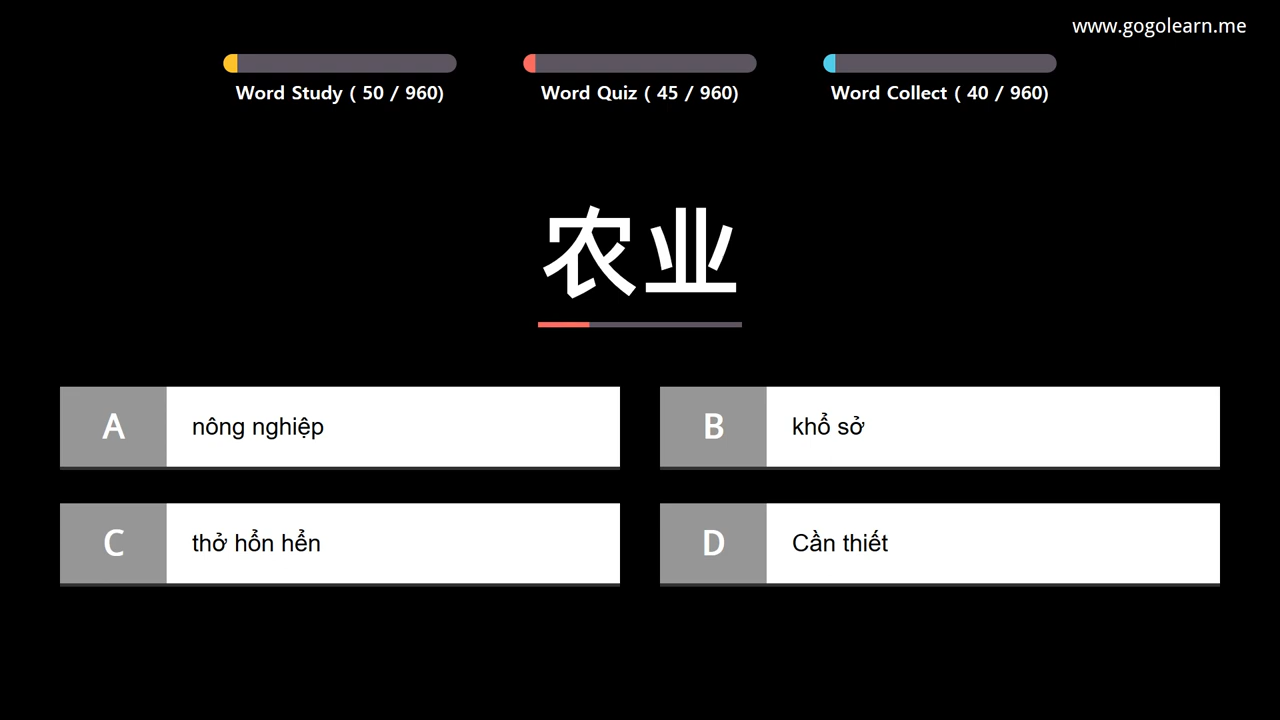 www.gogolearn.me
Word Study ( 50 / 960)
Word Quiz ( 45 / 960)
Word Collect ( 40 / 960)
农业
A nông nghiệp
B khổ sở
C thở hổn hển
D Cần thiết